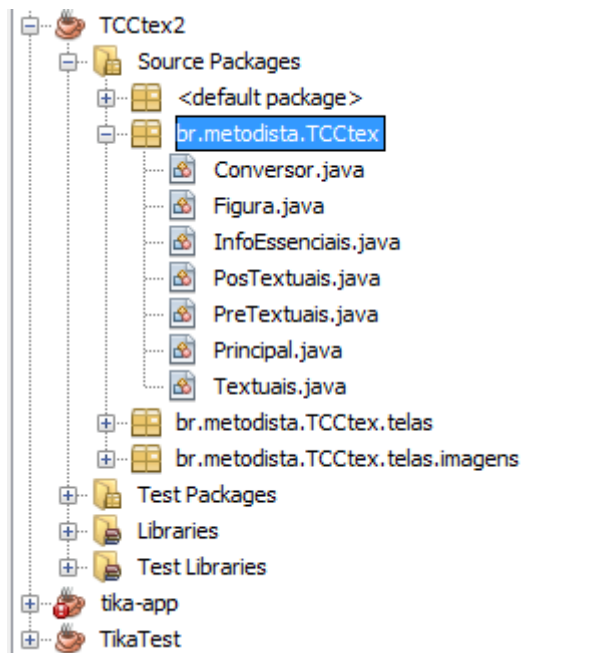 TCCtex2
Source Packages
<default package>
br.metodista.TCCtex
Conversor.java
Figura.java
InfoEssenciais.java
PosTextuais.java
PreTextuais.java
Principal.java
Textuais.java
br.metodista.TCCtex.telas
br.metodista.TCCtex.telas.imagens
Test Packages
Libraries
Test Libraries
tika-app
TikaTest